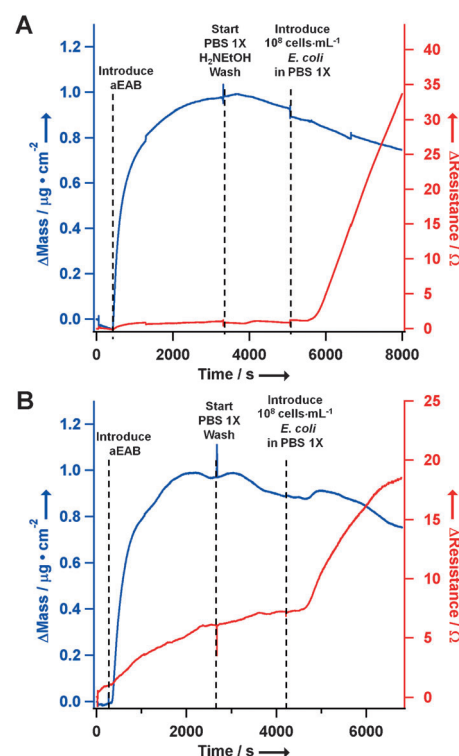 A
Introduce
aEAB
Start
PBS 1X
H₂NEtOH
Wash
Introduce
10⁸ cells·mL⁻¹
E. coli
in PBS 1X
1.2
1.0
0.8
0.6
0.4
0.2
0.0
ΔMass / µg • cm⁻²
40
35
30
25
20
15
10
5
0
ΔResistance / Ω
0 2000 4000 6000 8000
Time / s
B
Introduce
aEAB
Start
PBS 1X
Wash
Introduce
10⁸ cells·mL⁻¹
E. coli
in PBS 1X
1.2
1.0
0.8
0.6
0.4
0.2
0.0
ΔMass / µg • cm⁻²
25
20
15
10
5
0
ΔResistance / Ω
0 2000 4000 6000
Time / s